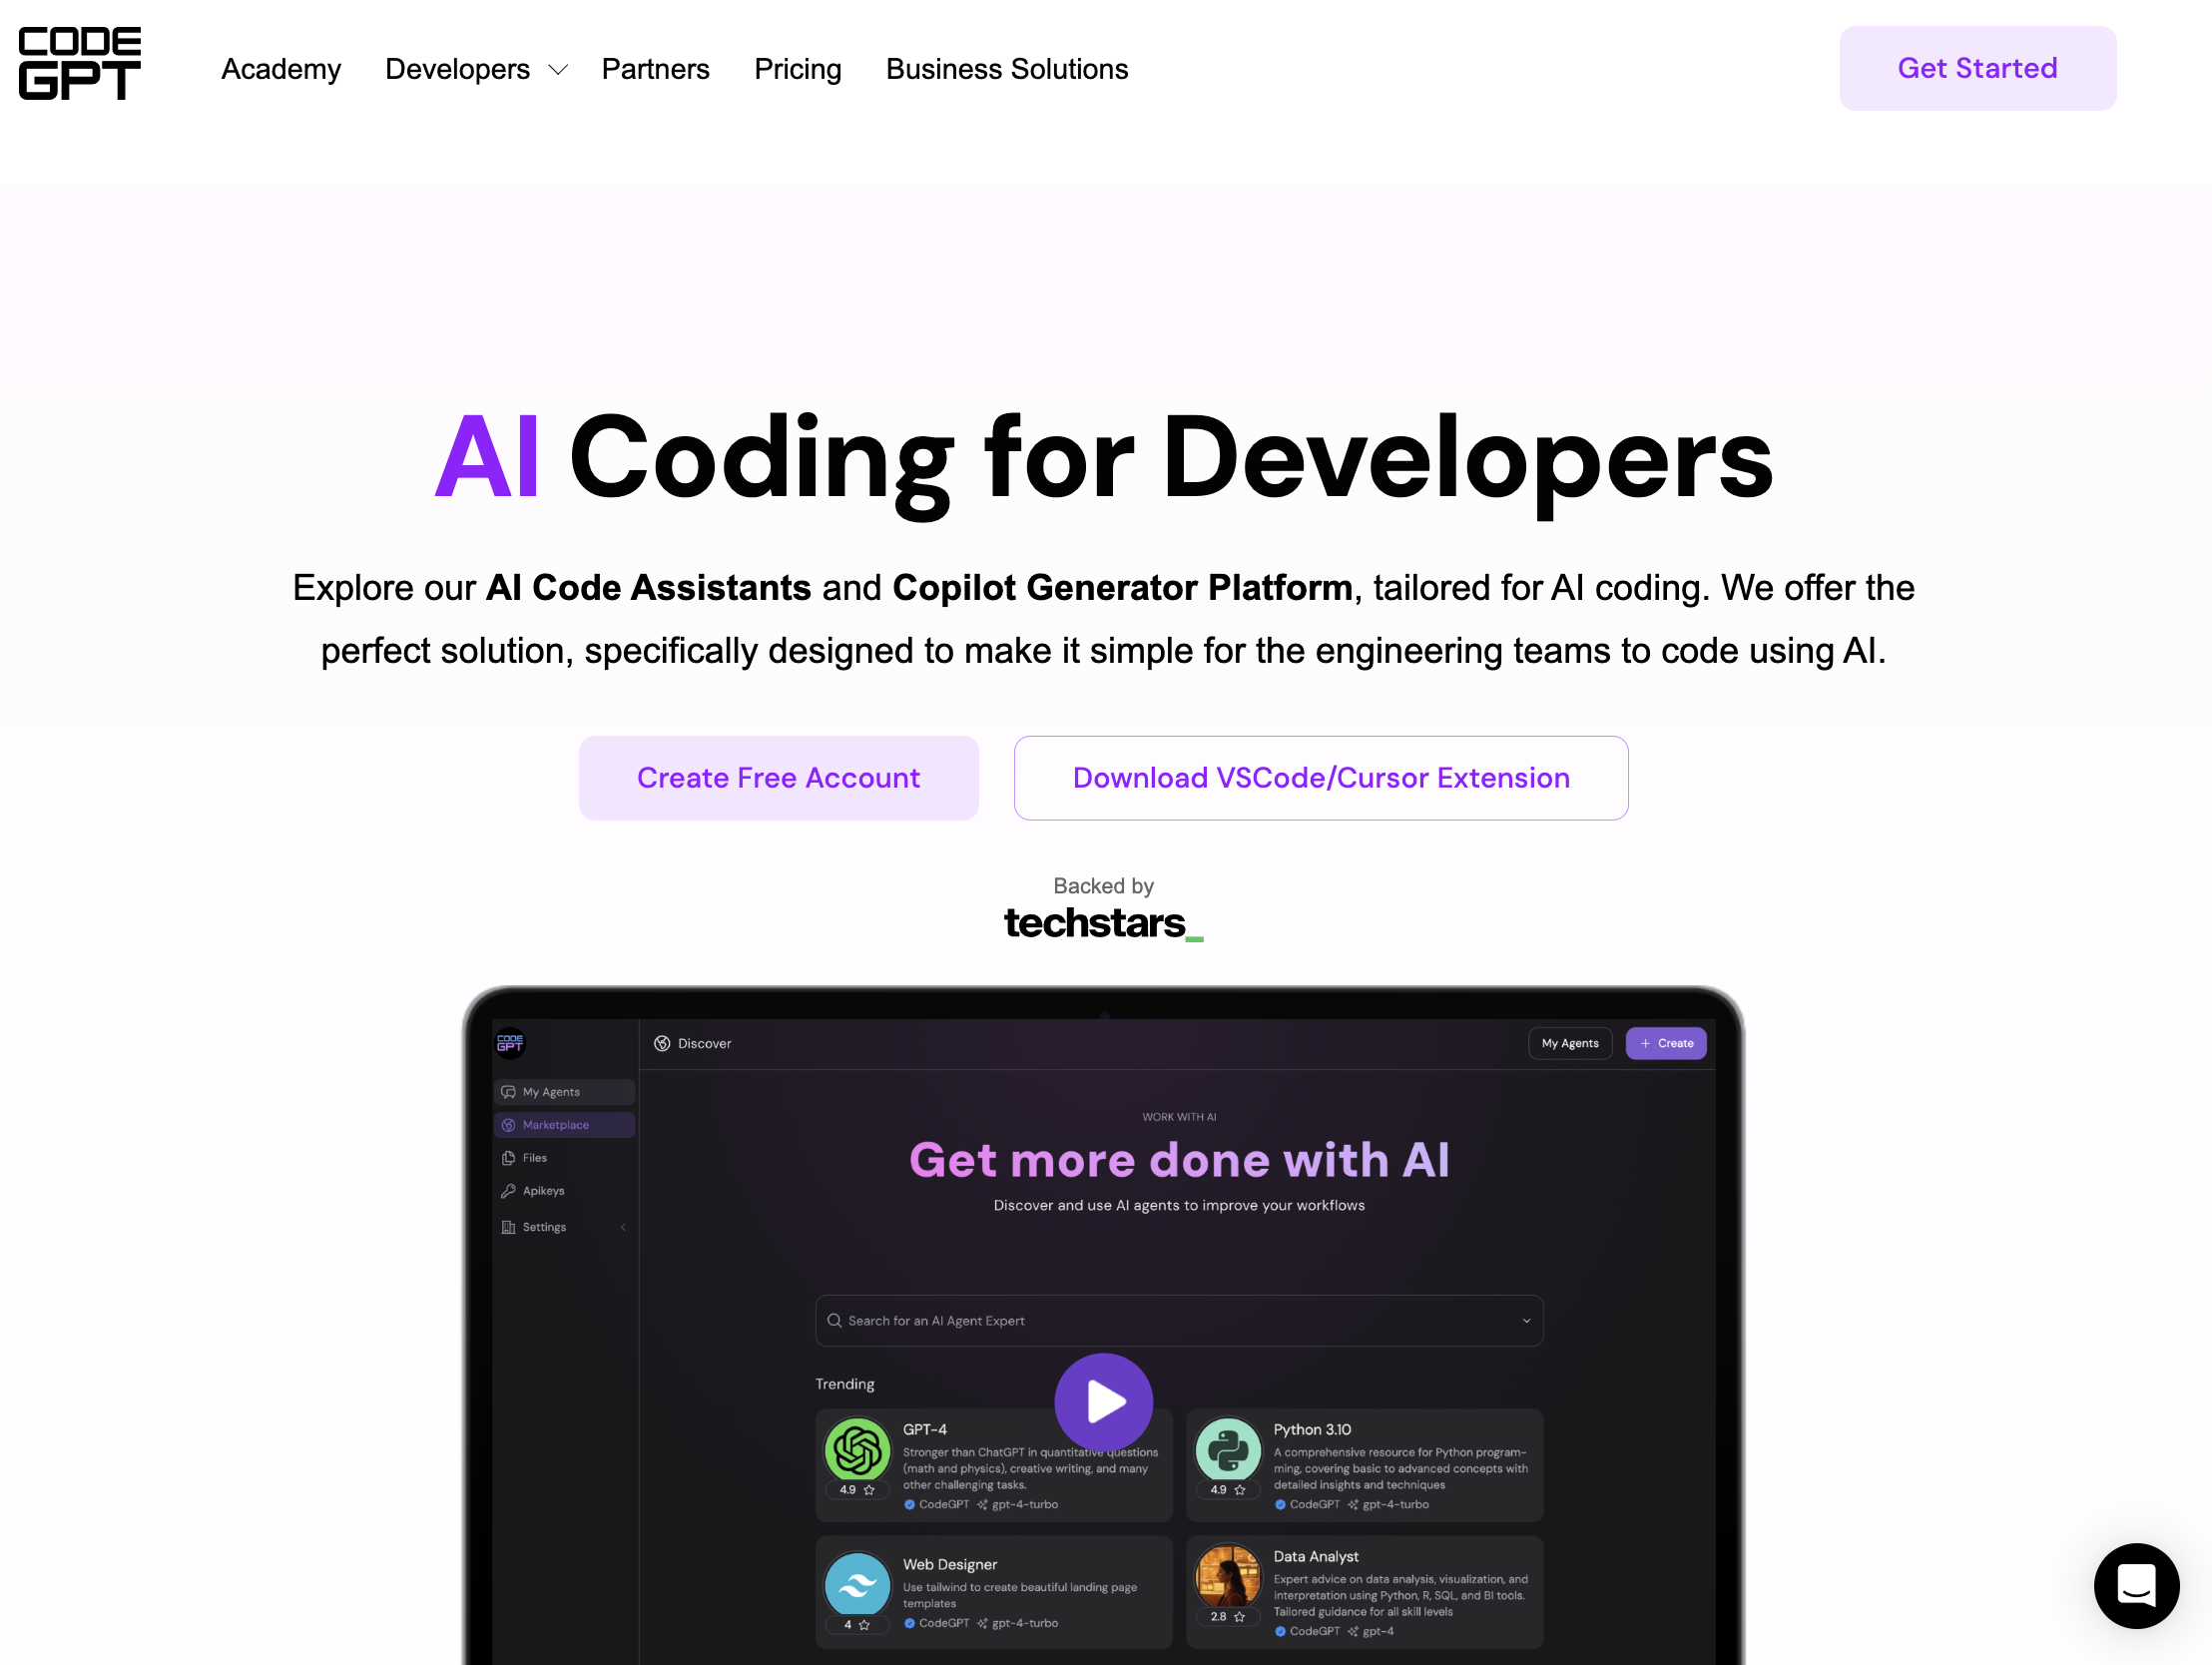 CODE
GPT
Academy
Developers
Partners
Pricing
Business Solutions
Get Started
AI Coding for Developers
Explore our AI Code Assistants and Copilot Generator Platform, tailored for AI coding. We offer the
perfect solution, specifically designed to make it simple for the engineering teams to code using AI.
Create Free Account
Download VSCode/Cursor Extension
Backed by
techstars_
CODE
GPT
Discover
My Agents
+ Create
My Agents
Marketplace
Files
Apikeys
Settings
WORK WITH AI
Get more done with AI
Discover and use AI agents to improve your workflows
Search for an AI Agent Expert
Trending
GPT-4
Stronger than ChatGPT in quantitative questions
(math and physics), creative writing, and many
other challenging tasks.
4.9
CodeGPT gpt-4-turbo
Python 3.10
A comprehensive resource for Python program-
ming, covering basic to advanced concepts with
detailed insights and techniques
4.9
CodeGPT gpt-4-turbo
Web Designer
Use tailwind to create beautiful landing page
templates
4
CodeGPT gpt-4-turbo
Data Analyst
Expert advice on data analysis, visualization, and
interpretation using Python, R, SQL, and BI tools.
Tailored guidance for all skill levels
2.8
CodeGPT gpt-4